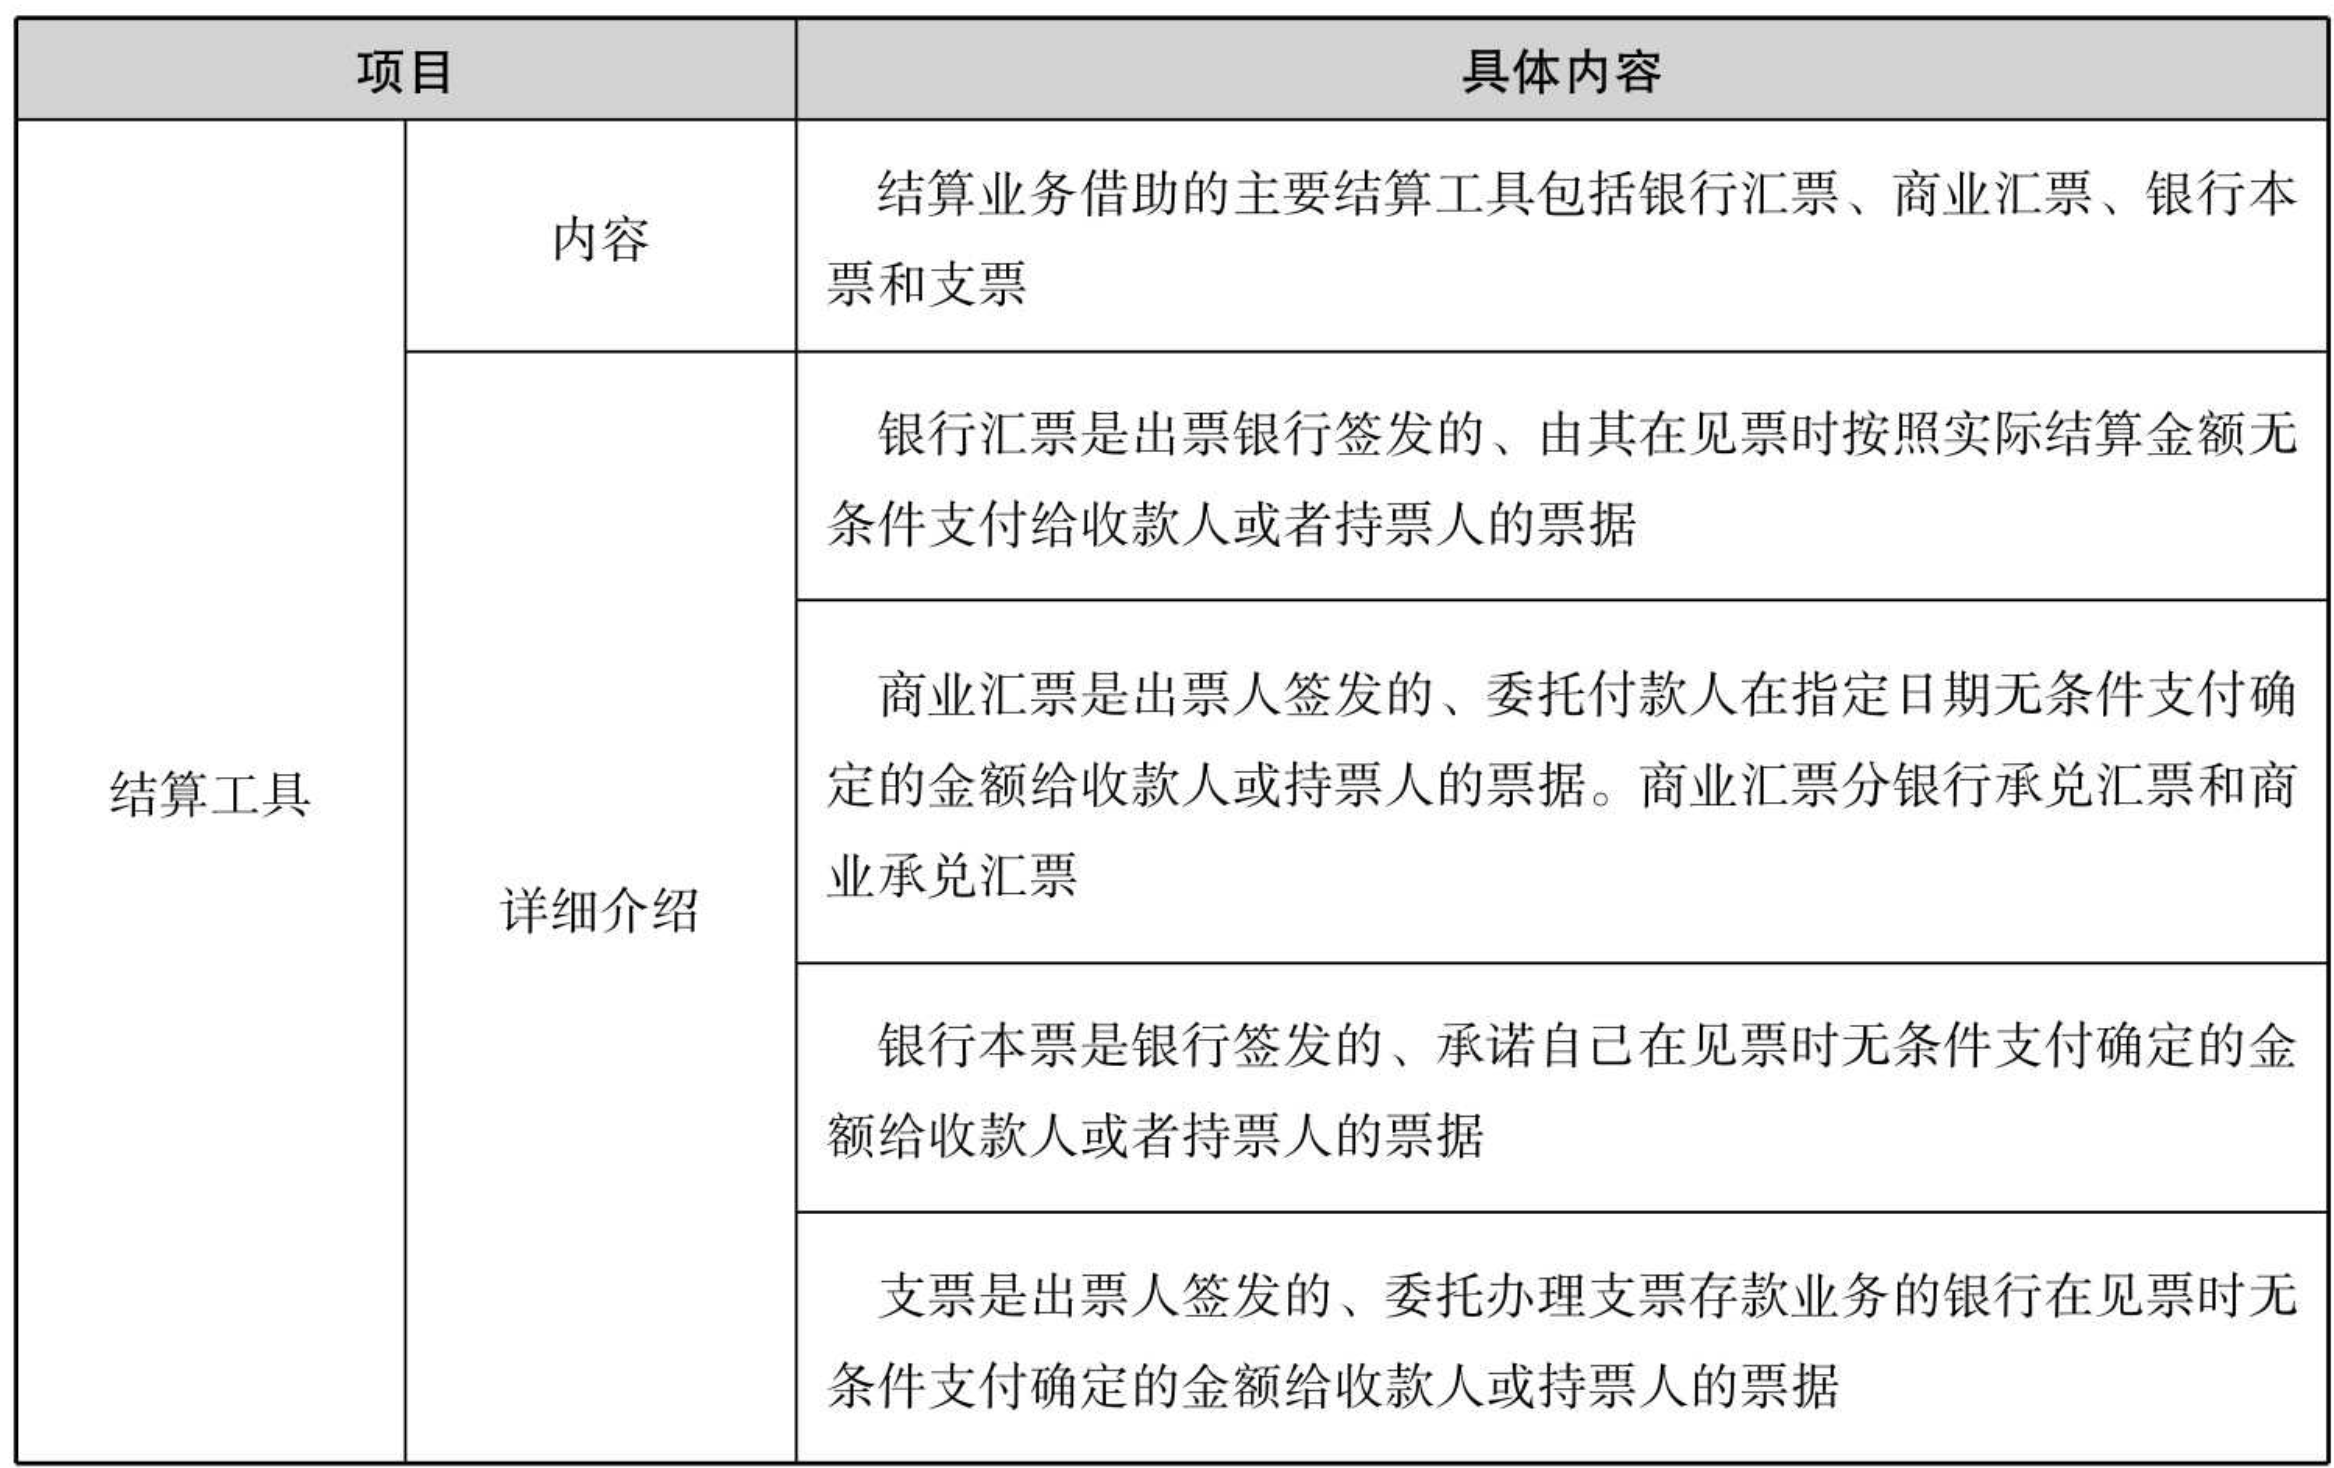 项目
具体内容
结算工具
内容
结算业务借助的主要结算工具包括银行汇票、商业汇票、银行本
票和支票
详细介绍
银行汇票是出票银行签发的、由其在见票时按照实际结算金额无
条件支付给收款人或者持票人的票据
商业汇票是出票人签发的、委托付款人在指定日期无条件支付确
定的金额给收款人或持票人的票据。商业汇票分银行承兑汇票和商
业承兑汇票
银行本票是银行签发的、承诺自己在见票时无条件支付确定的金
额给收款人或者持票人的票据
支票是出票人签发的、委托办理支票存款业务的银行在见票时无
条件支付确定的金额给收款人或持票人的票据